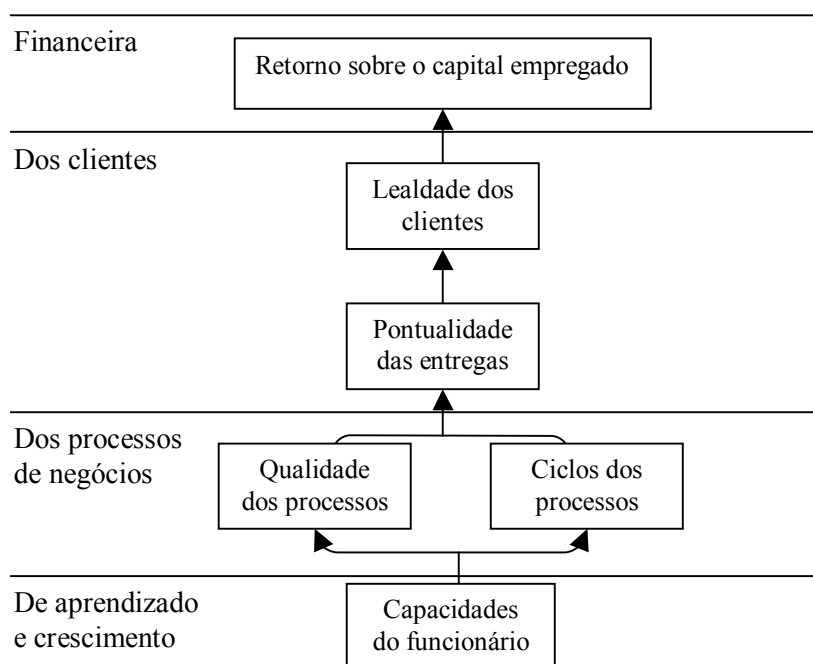 Financeira
Retorno sobre o capital empregado
Dos clientes
Lealdade dos
clientes
Pontualidade
das entregas
Dos processos
de negócios
Qualidade
dos processos
Ciclos dos
processos
De aprendizado
e crescimento
Capacidades
do funcionário